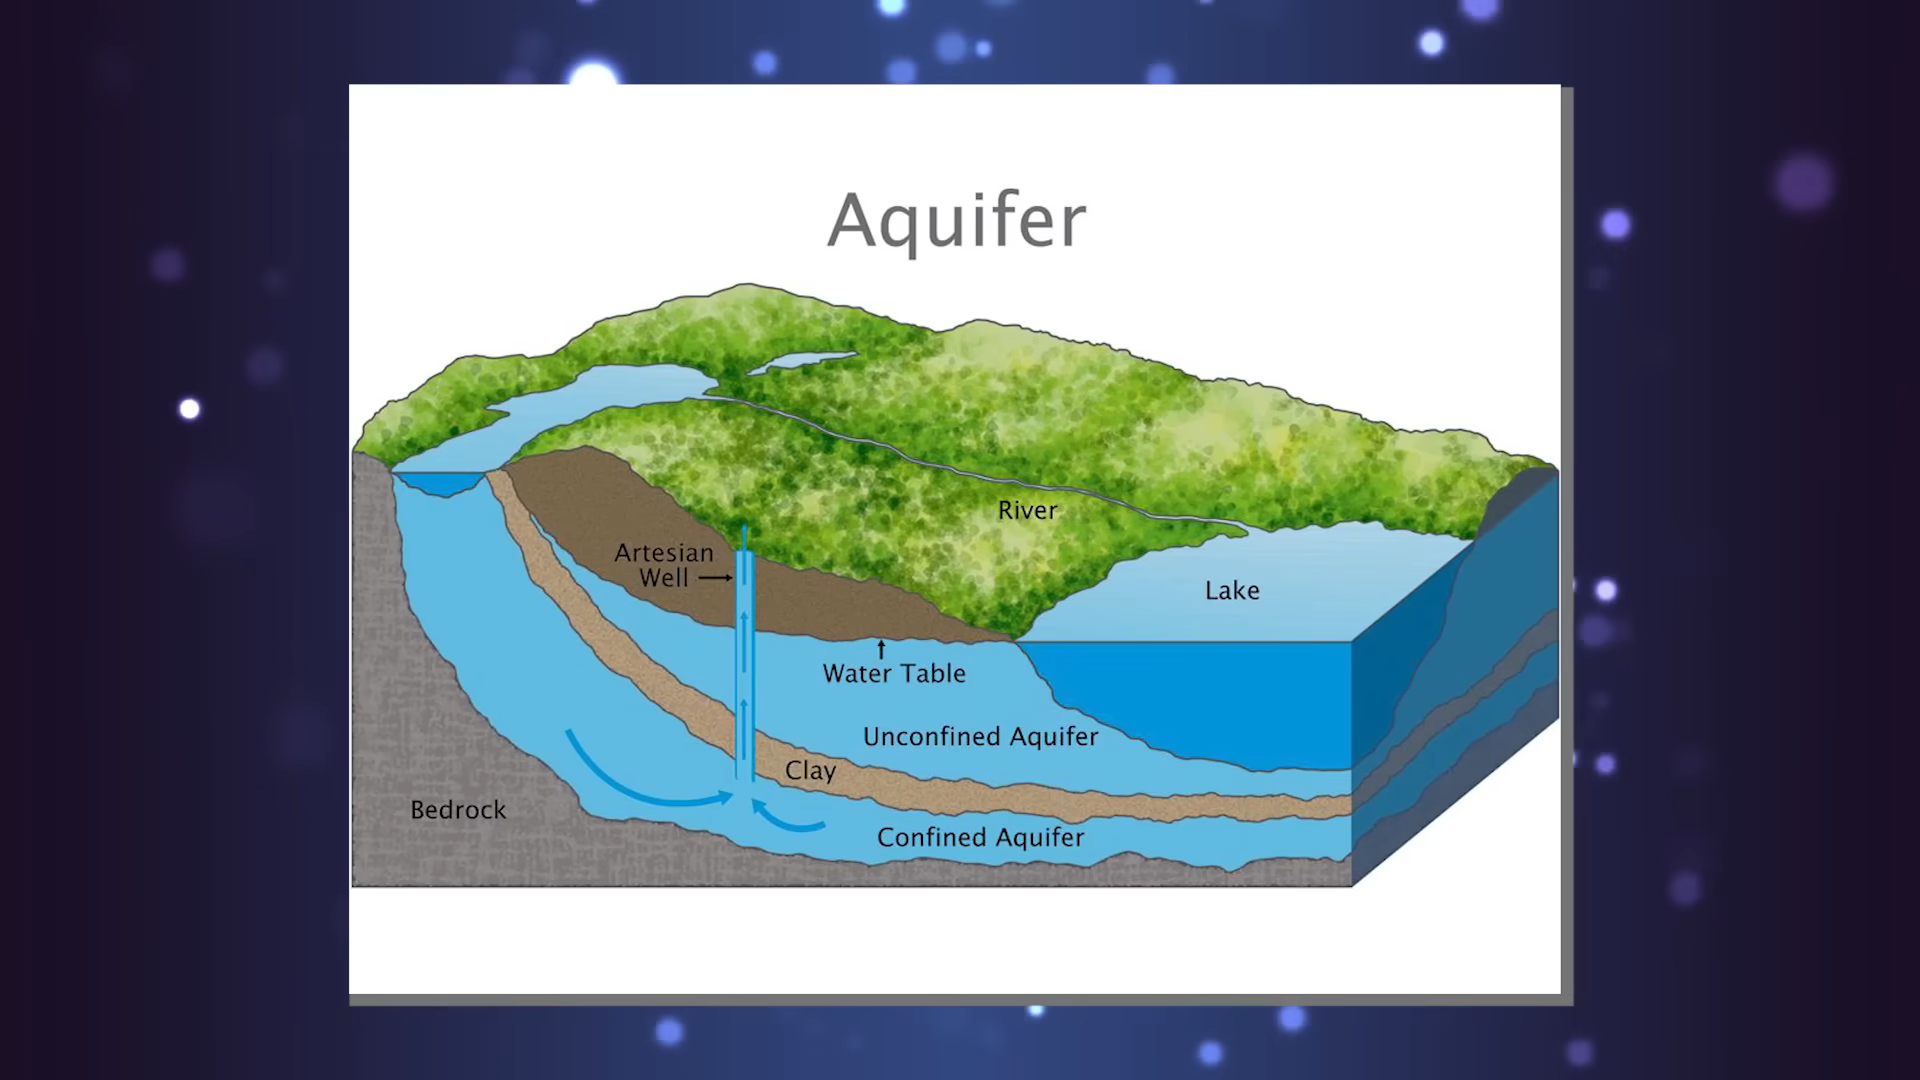 Aquifer
River
Artesian
Well
Lake
Water Table
Unconfined Aquifer
Clay
Bedrock
Confined Aquifer